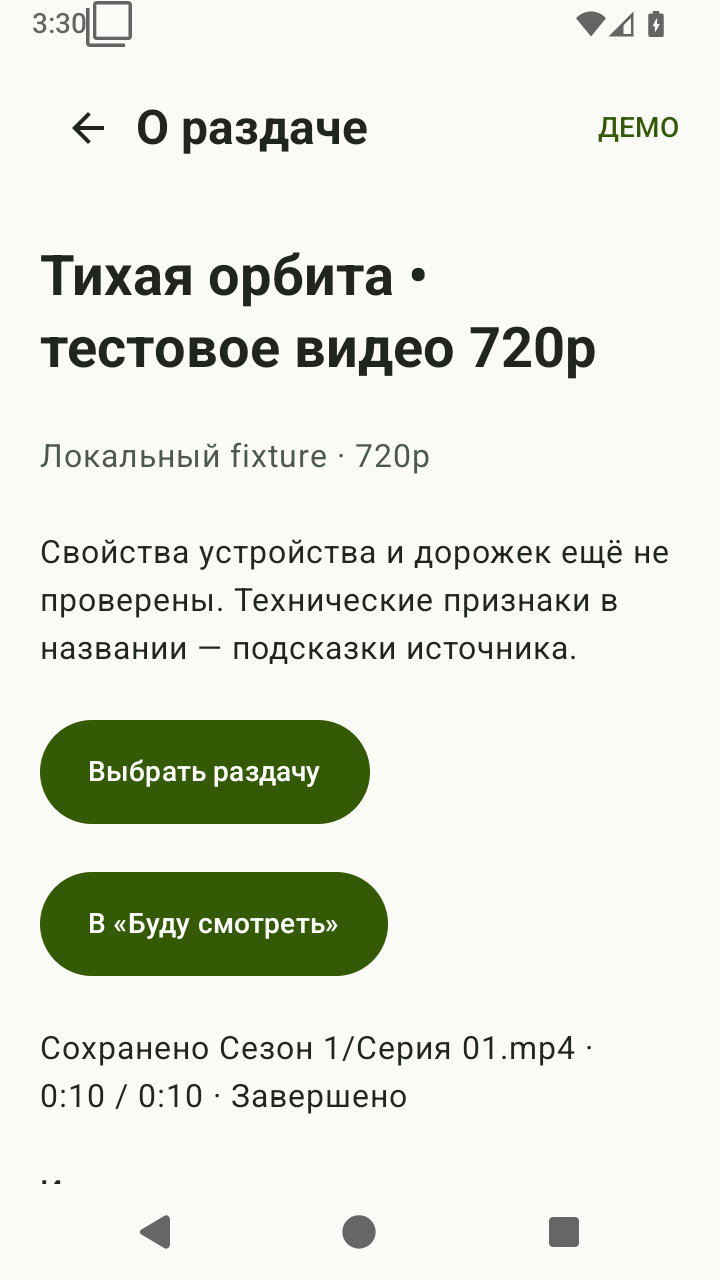 3:30
О раздаче
ДЕМО
Тихая орбита •
тестовое видео 720p
Локальный fixture · 720p
Свойства устройства и дорожек ещё не
проверены. Технические признаки в
названии — подсказки источника.
Выбрать раздачу
В «Буду смотреть»
Сохранено Сезон 1/Серия 01.mp4 ·
0:10 / 0:10 · Завершено